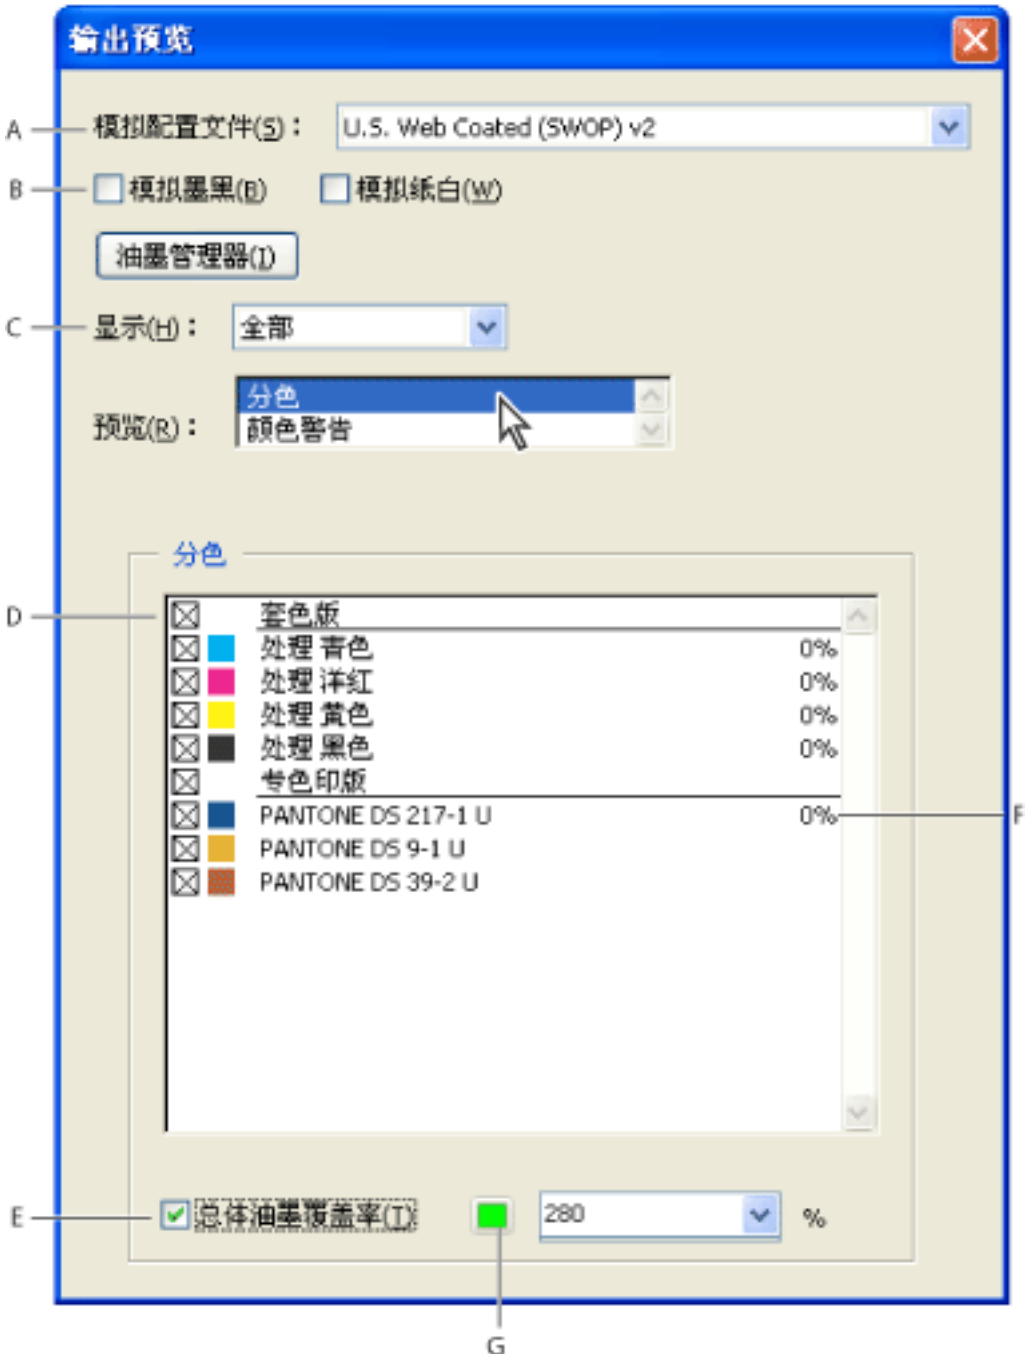 输出预览
A 模拟配置文件(S)： U.S. Web Coated (SWOP) v2
B 模拟墨黑(B) 模拟纸白(W)
油墨管理器(I)
C 显示(H)： 全部
预览(R)： 分色
颜色警告
分色
D 套色版
处理 青色 0%
处理 洋红 0%
处理 黄色 0%
处理 黑色 0%
专色印版
PANTONE DS 217-1 U 0% F
PANTONE DS 9-1 U
PANTONE DS 39-2 U
E 总体油墨覆盖率(T) 280 %
G